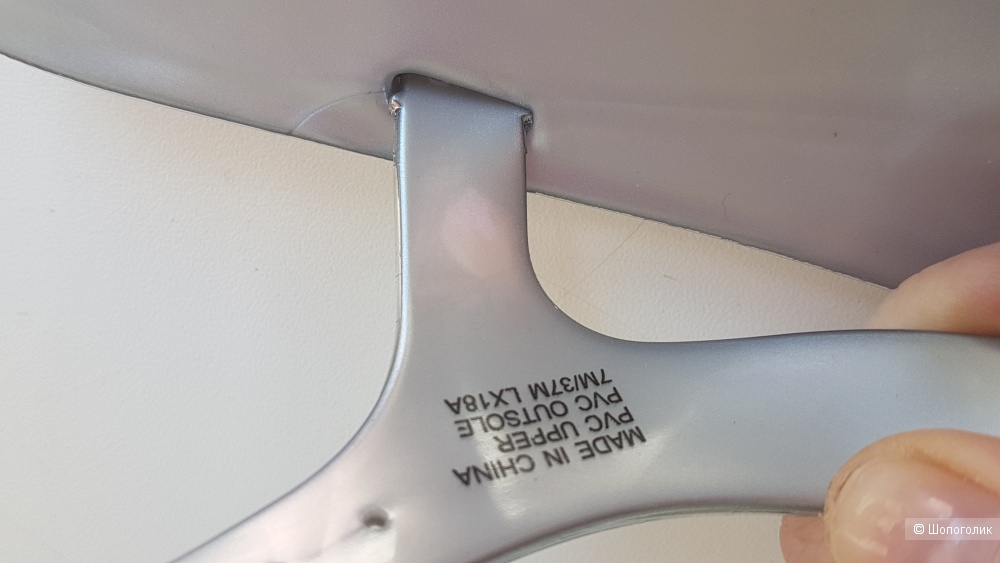 MADE IN CHINA
PVC UPPER
PVC OUTSOLE
7M/37M LX18A
© Шопоголик